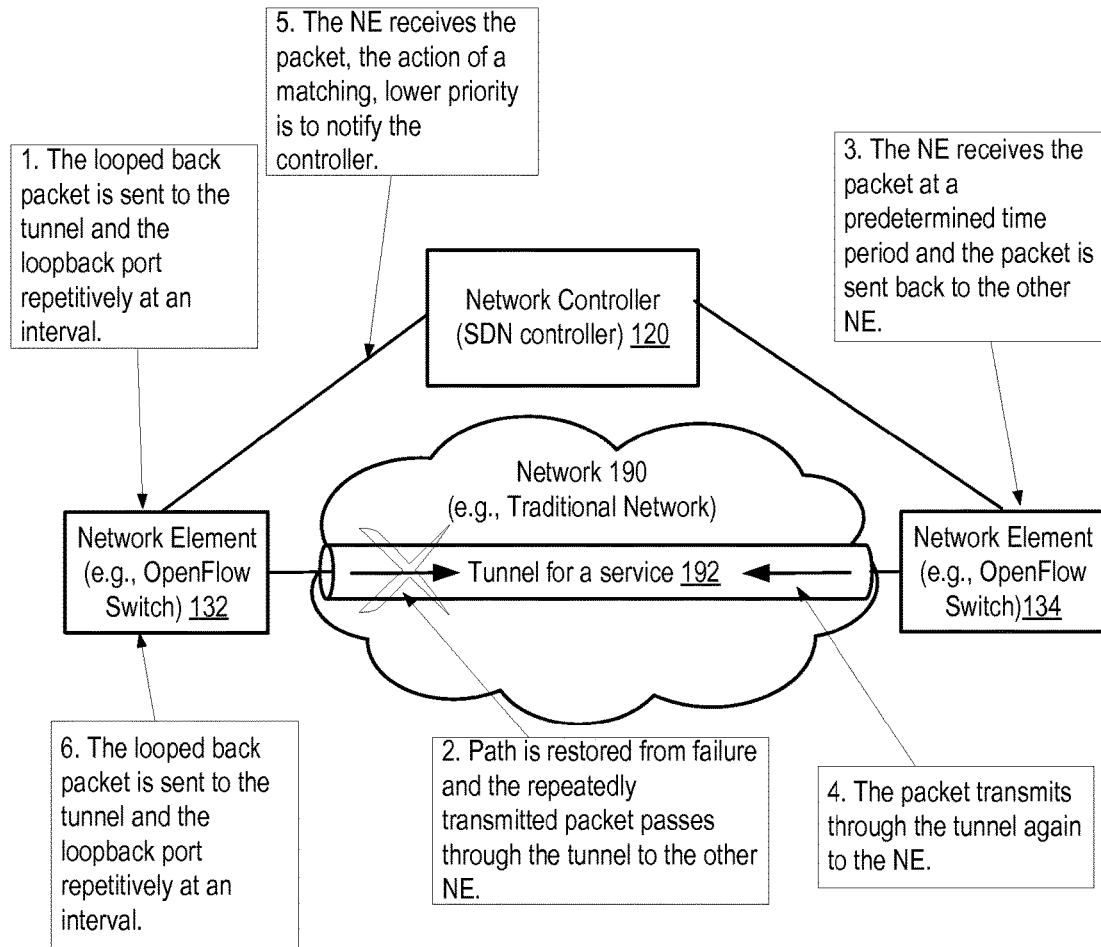 5. The NE receives the
packet, the action of a
matching, lower priority
is to notify the
controller.
1. The looped back
packet is sent to the
tunnel and the
loopback port
repetitively at an
interval.
3. The NE receives the
packet at a
predetermined time
period and the packet is
sent back to the other
NE.
Network Controller
(SDN controller) 120
Network 190
(e.g., Traditional Network)
Network Element
(e.g., OpenFlow
Switch) 132
Tunnel for a service 192
Network Element
(e.g., OpenFlow
Switch)134
6. The looped back
packet is sent to the
tunnel and the
loopback port
repetitively at an
interval.
2. Path is restored from failure
and the repeatedly
transmitted packet passes
through the tunnel to the other
NE.
4. The packet transmits
through the tunnel again
to the NE.